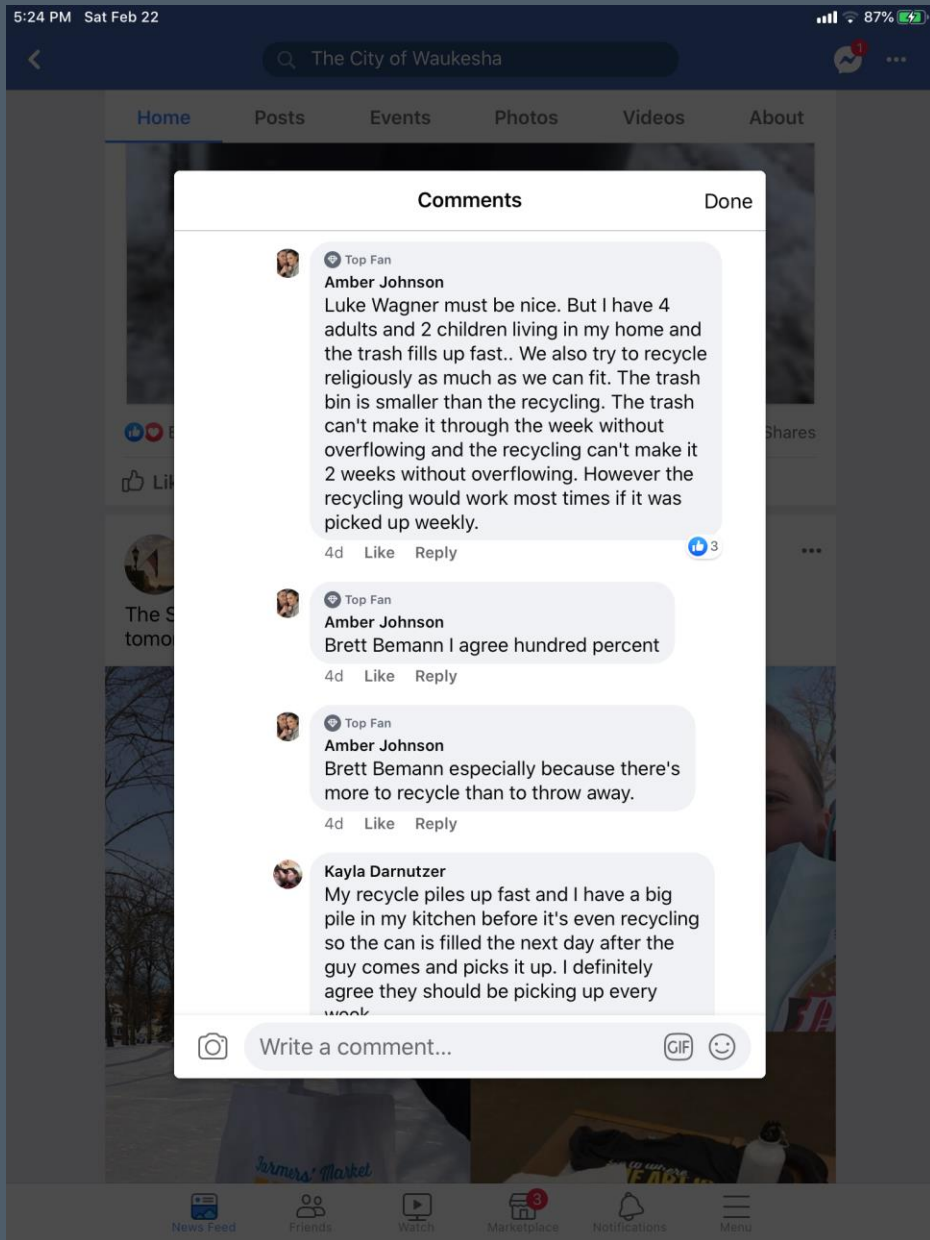 5:24 PM Sat Feb 22
87%
The City of Waukesha
1
Home Posts Events Photos Videos About
Comments
Done
Top Fan
Amber Johnson
Luke Wagner must be nice. But I have 4
adults and 2 children living in my home and
the trash fills up fast.. We also try to recycle
religiously as much as we can fit. The trash
bin is smaller than the recycling. The trash
can't make it through the week without
overflowing and the recycling can't make it
2 weeks without overflowing. However the
recycling would work most times if it was
picked up weekly.
4d Like Reply
3
Shares
Top Fan
Amber Johnson
Brett Bemann I agree hundred percent
4d Like Reply
The S
tomo
Top Fan
Amber Johnson
Brett Bemann especially because there's
more to recycle than to throw away.
4d Like Reply
Kayla Darnutzer
My recycle piles up fast and I have a big
pile in my kitchen before it's even recycling
so the can is filled the next day after the
guy comes and picks it up. I definitely
agree they should be picking up every
week
Write a comment...
GIF
Farmers' Market
News Feed Friends Watch Marketplace Notifications Menu
3